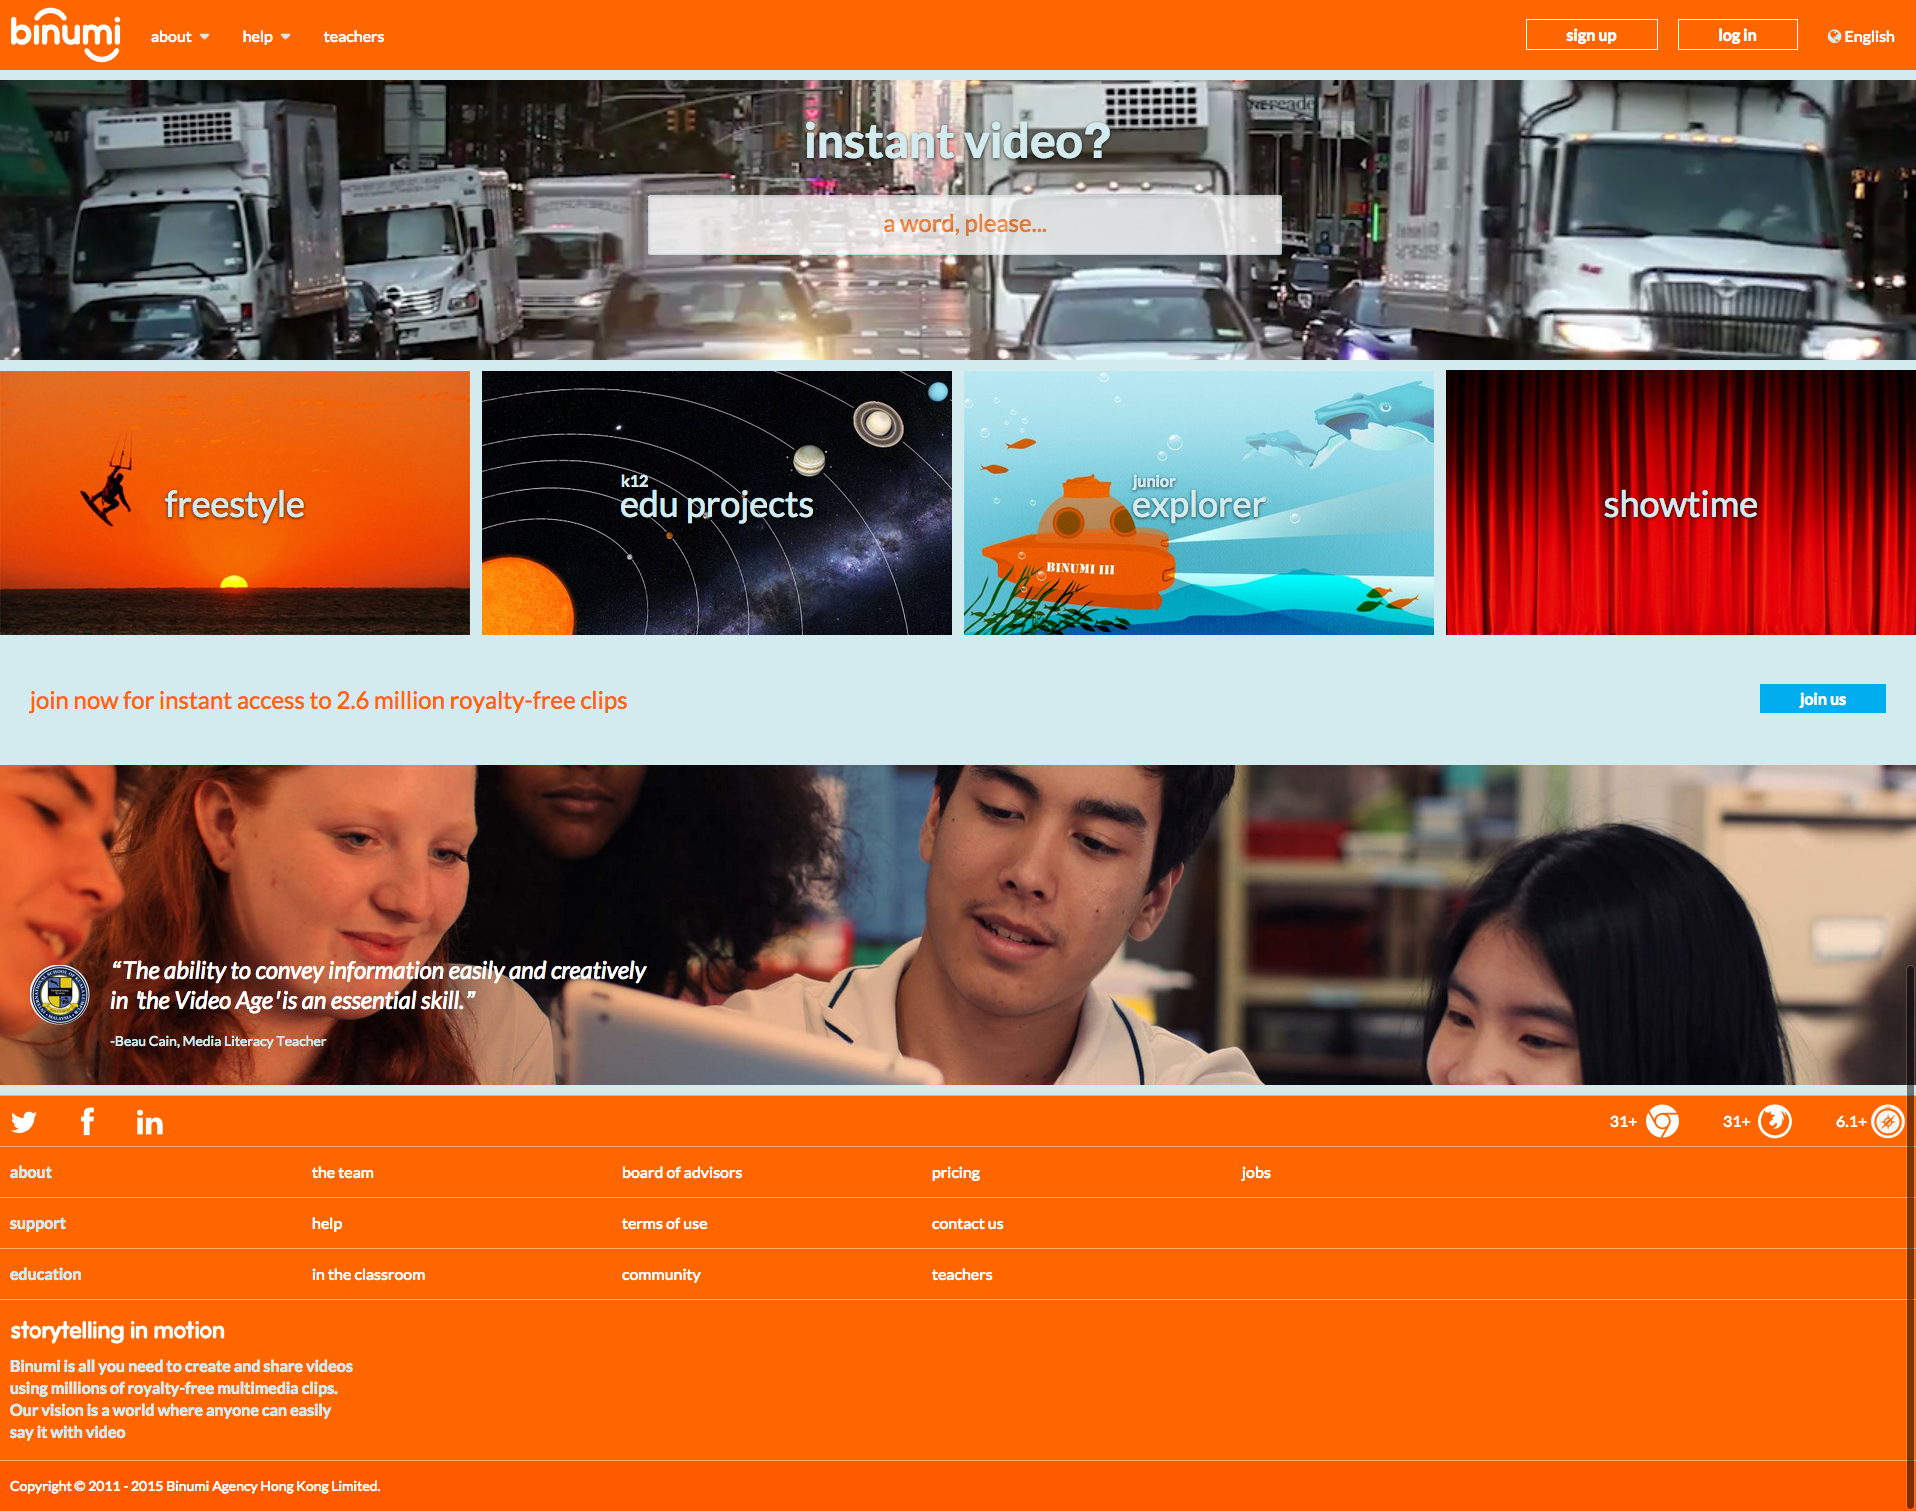 binumi
about
help
teachers
sign up
log in
English
instant video?
a word, please...
freestyle
k12
edu projects
junior
explorer
BINUMI III
showtime
join now for instant access to 2.6 million royalty-free clips
join us
“The ability to convey information easily and creatively
in 'the Video Age' is an essential skill.”
-Beau Cain, Media Literacy Teacher
31+
31+
6.1+
about
the team
board of advisors
pricing
jobs
support
help
terms of use
contact us
education
in the classroom
community
teachers
storytelling in motion
Binumi is all you need to create and share videos
using millions of royalty-free multimedia clips.
Our vision is a world where anyone can easily
say it with video
Copyright © 2011 - 2015 Binumi Agency Hong Kong Limited.